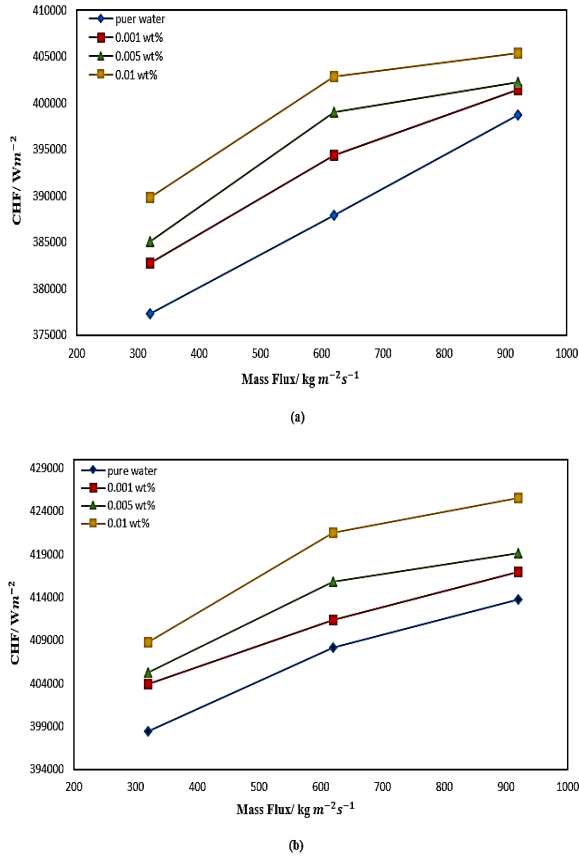 410000
405000
400000
395000
390000
385000
380000
375000
CHF/ Wm⁻²
puer water
0.001 wt%
0.005 wt%
0.01 wt%
200 300 400 500 600 700 800 900 1000
Mass Flux/ kg m⁻²s⁻¹
(a)
429000
424000
419000
414000
409000
404000
399000
394000
CHF/ Wm⁻²
pure water
0.001 wt%
0.005 wt%
0.01 wt%
200 300 400 500 600 700 800 900 1000
Mass Flux/ kg m⁻²s⁻¹
(b)